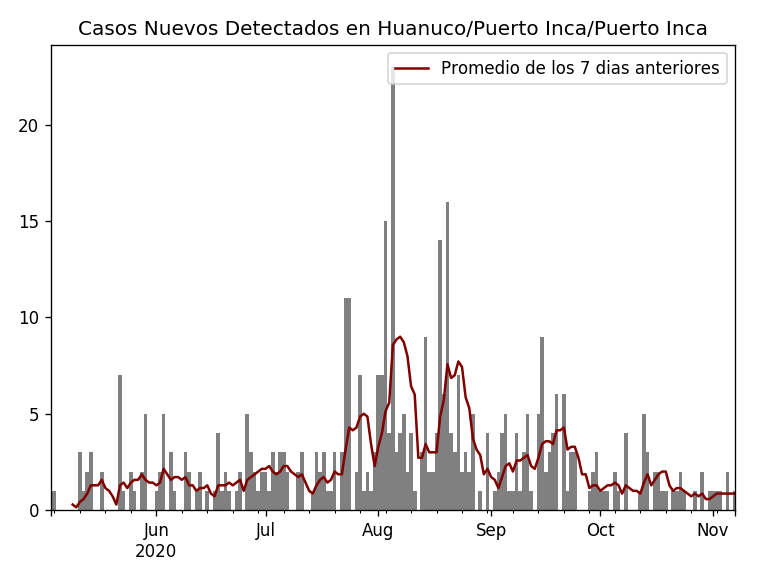 Casos Nuevos Detectados en Huanuco/Puerto Inca/Puerto Inca
Promedio de los 7 dias anteriores
20
15
10
5
0
Jun Jul Aug Sep Oct Nov
2020